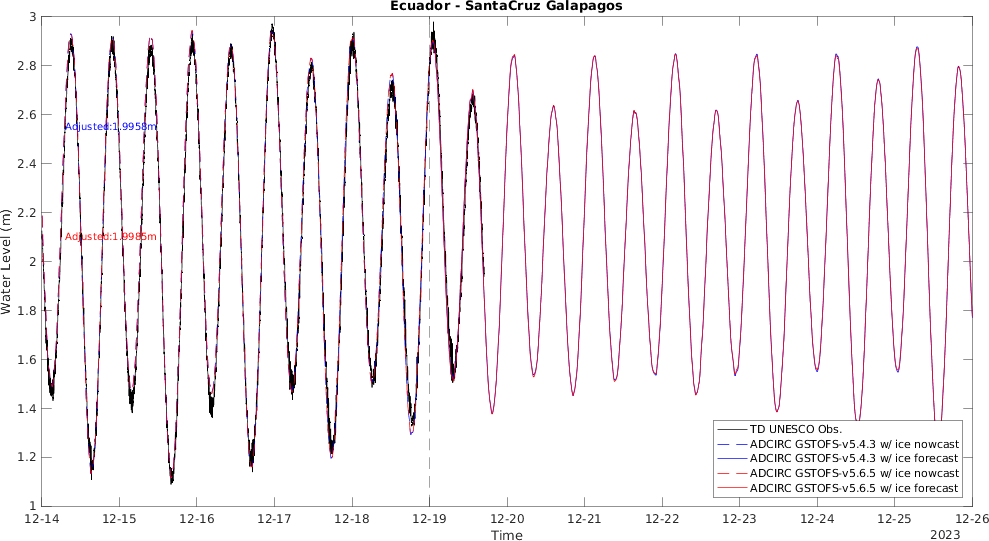 Ecuador - SantaCruz Galapagos
3
2.8
2.6
2.4
2.2
2
1.8
1.6
1.4
1.2
1
Water Level (m)
Adjusted:1.9958m
Adjusted:1.9985m
TD UNESCO Obs.
ADCIRC GSTOFS-v5.4.3 w/ ice nowcast
ADCIRC GSTOFS-v5.4.3 w/ ice forecast
ADCIRC GSTOFS-v5.6.5 w/ ice nowcast
ADCIRC GSTOFS-v5.6.5 w/ ice forecast
12-14 12-15 12-16 12-17 12-18 12-19 12-20 12-21 12-22 12-23 12-24 12-25 12-26
Time
2023